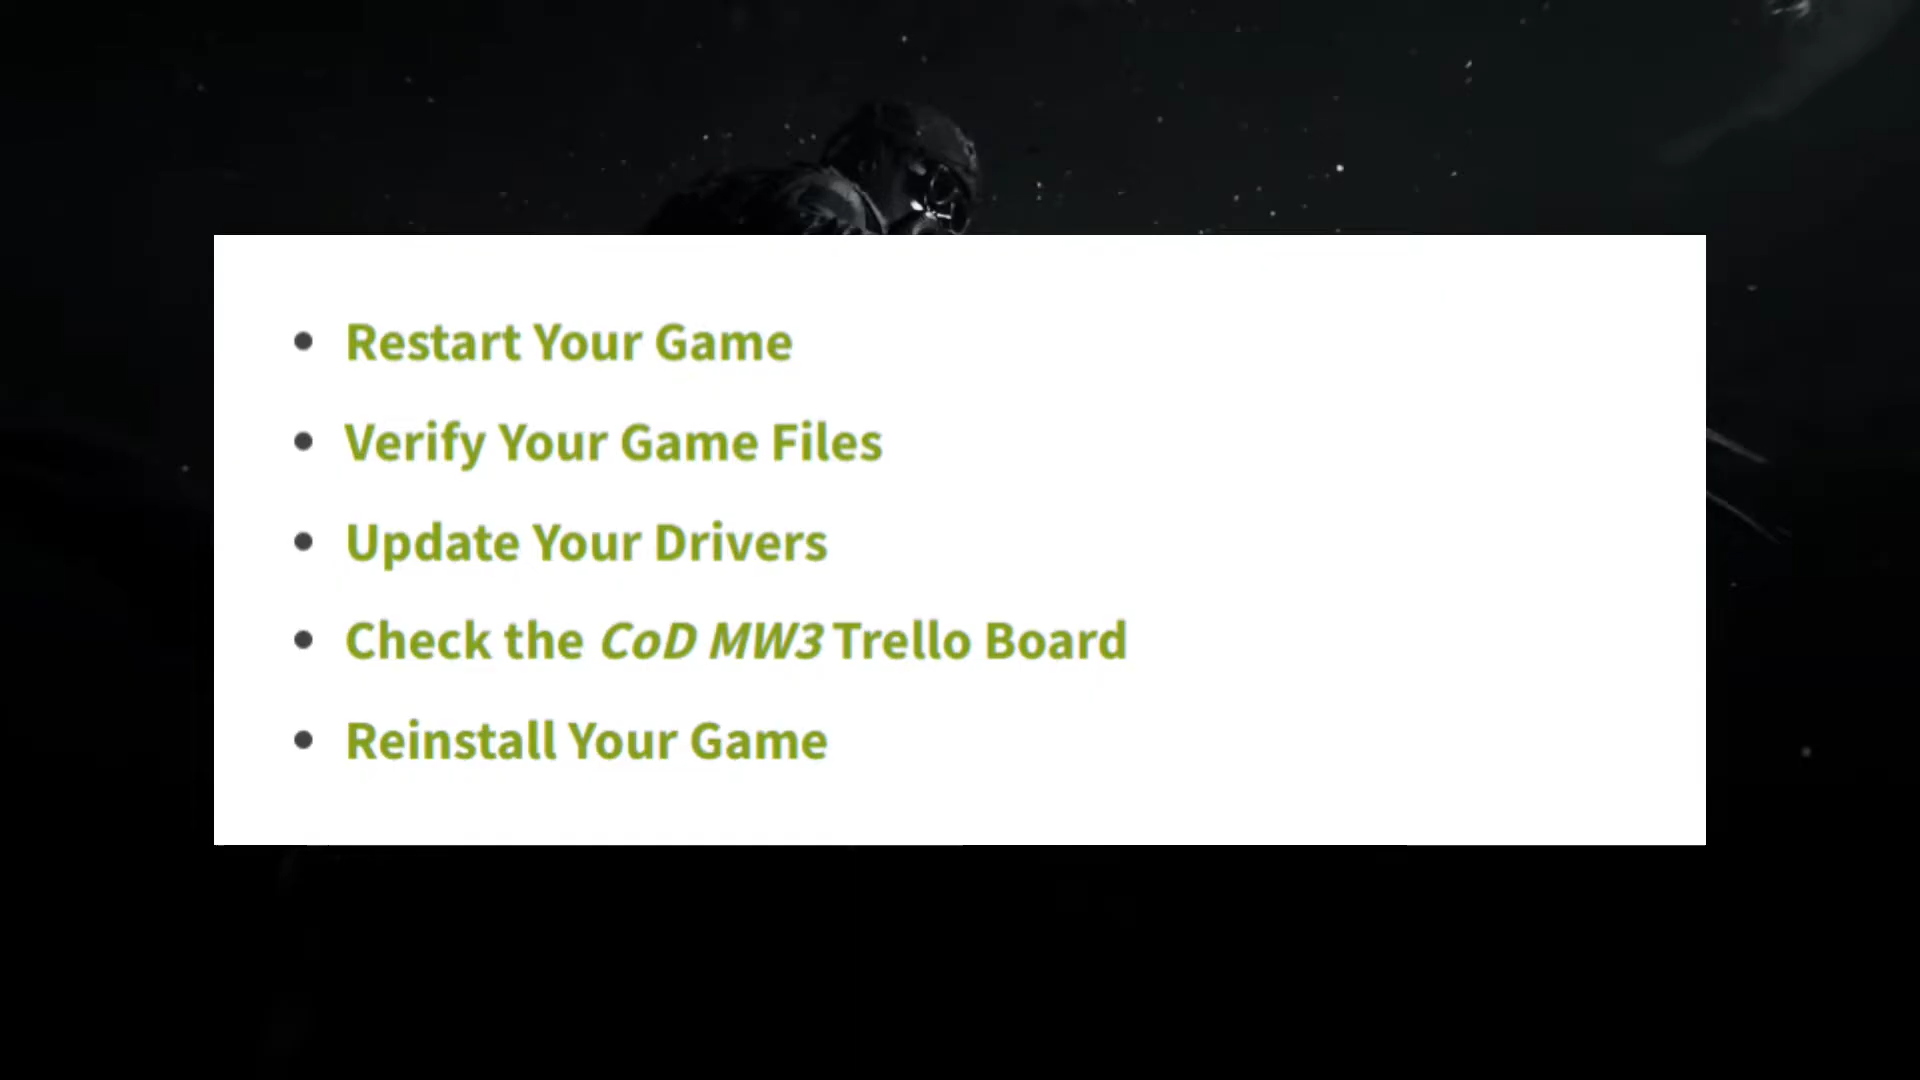 Restart Your Game
Verify Your Game Files
Update Your Drivers
Check the CoD MW3 Trello Board
Reinstall Your Game